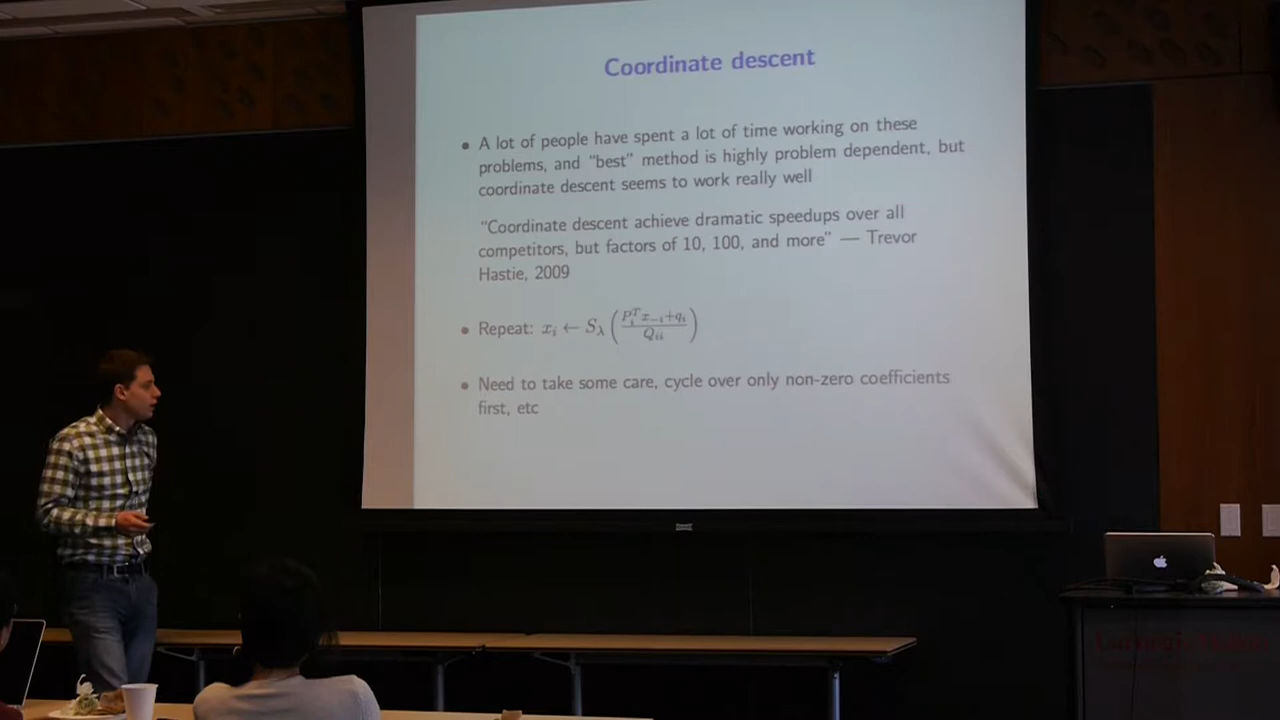 Coordinate descent
• A lot of people have spent a lot of time working on these
problems, and "best" method is highly problem dependent, but
coordinate descent seems to work really well
"Coordinate descent achieve dramatic speedups over all
competitors, but factors of 10, 100, and more" — Trevor
Hastie, 2009
• Repeat: x_i ← S_λ ( (P_i^T x_{−i} + q_i) / Q_{ii} )
• Need to take some care, cycle over only non-zero coefficients
first, etc